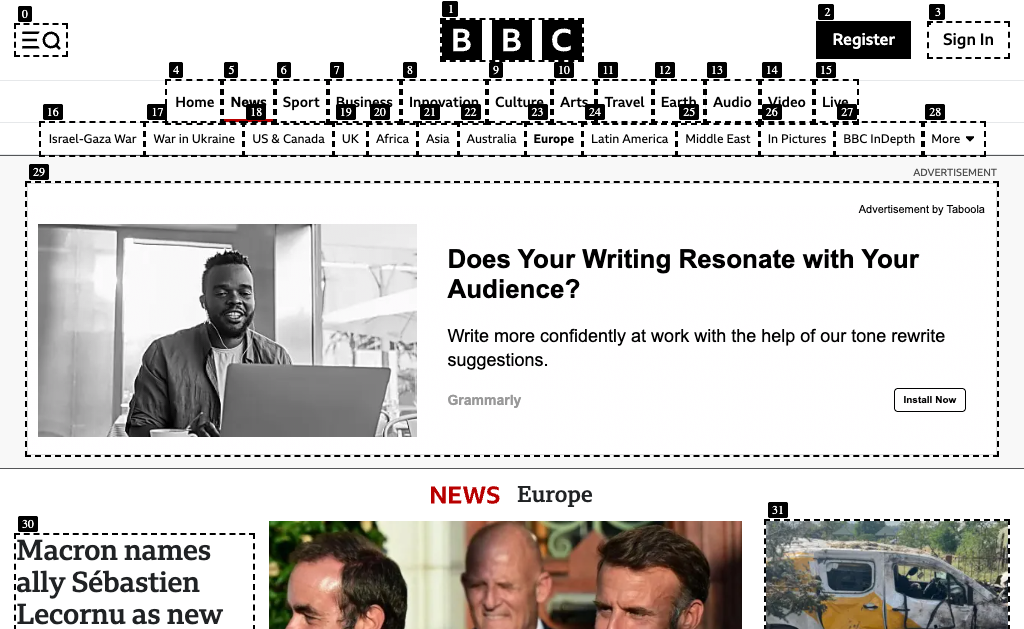 0
1
2
3
BBC
Register
Sign In
4
5
6
7
8
9
10
11
12
13
14
15
Home
News
Sport
Business
Innovation
Culture
Arts
Travel
Earth
Audio
Video
Live
16
17
18
19
20
21
22
23
24
25
26
27
28
Israel-Gaza War
War in Ukraine
US & Canada
UK
Africa
Asia
Australia
Europe
Latin America
Middle East
In Pictures
BBC InDepth
More
29
ADVERTISEMENT
Advertisement by Taboola
Does Your Writing Resonate with Your
Audience?
Write more confidently at work with the help of our tone rewrite
suggestions.
Grammarly
Install Now
NEWS Europe
30
31
Macron names
ally Sébastien
Lecornu as new